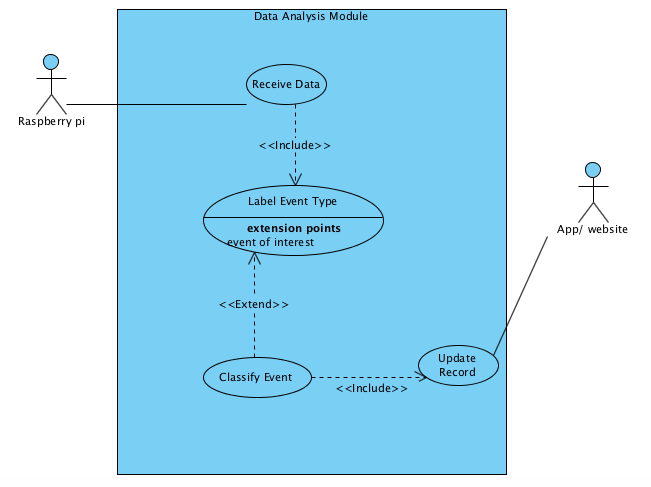 Data Analysis Module
Receive Data
Raspberry pi
<<Include>>
Label Event Type
extension points
event of interest
App/ website
<<Extend>>
Update
Record
Classify Event
<<Include>>